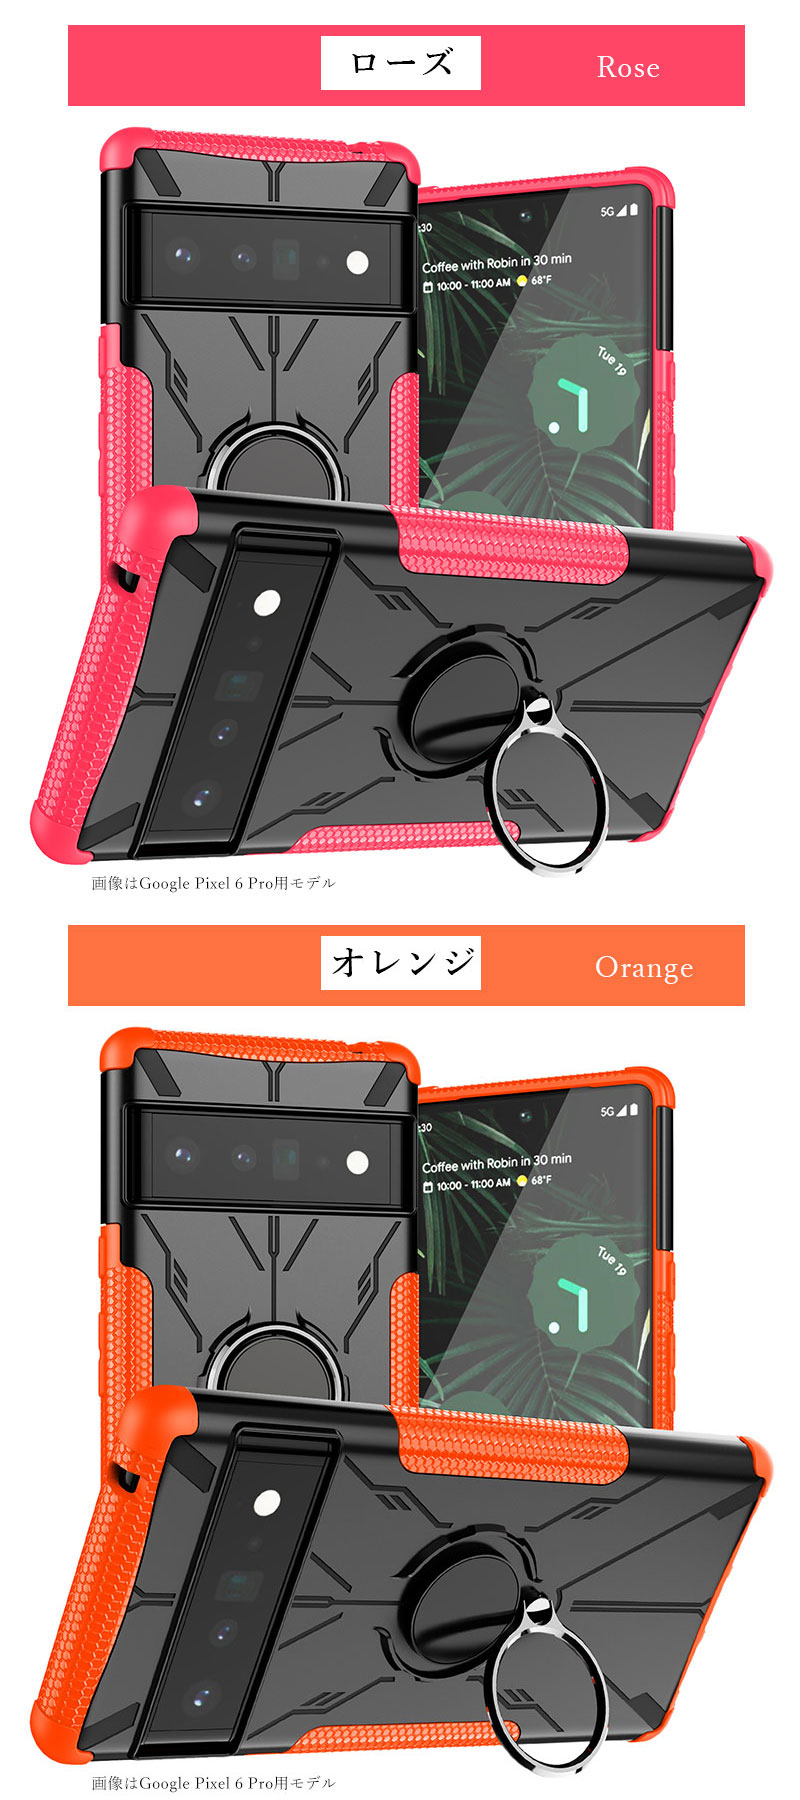 ローズ Rose
:30 5G
Coffee with Robin in 30 min
10:00 - 11:00 AM 68°F
Tue 19
画像はGoogle Pixel 6 Pro用モデル
オレンジ Orange
:30 5G
Coffee with Robin in 30 min
10:00 - 11:00 AM 68°F
Tue 19
画像はGoogle Pixel 6 Pro用モデル